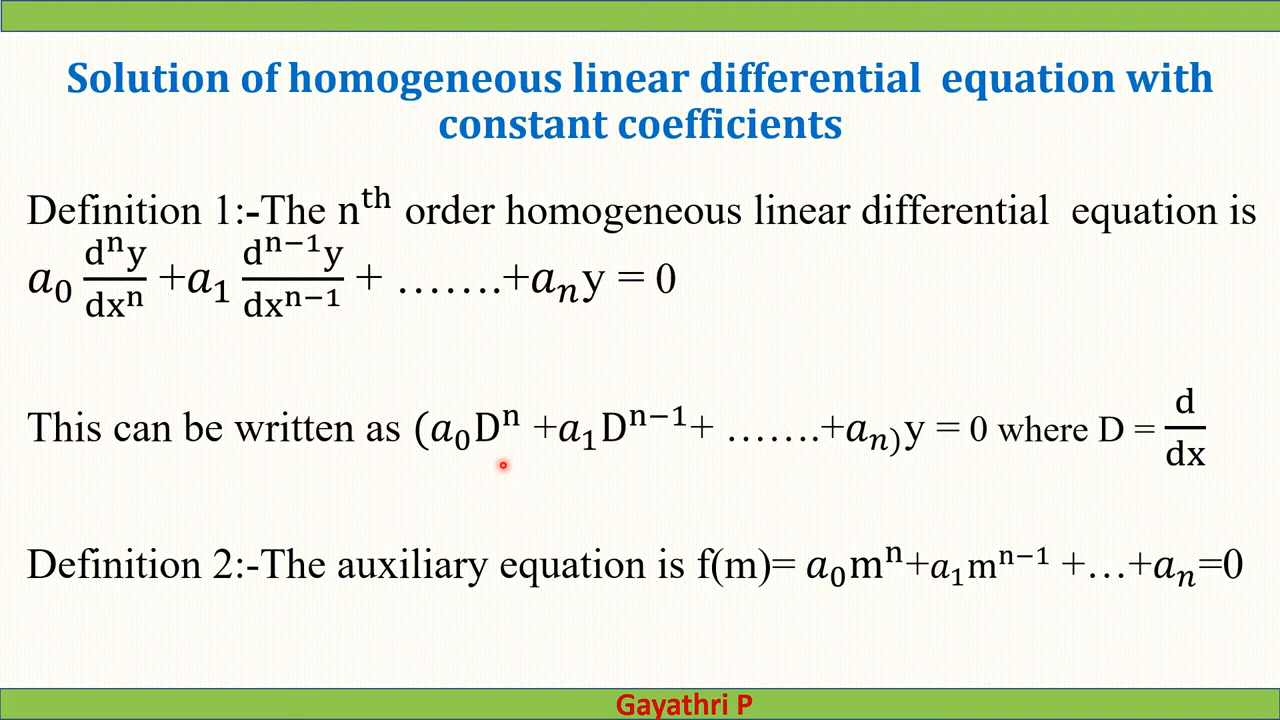 Solution of homogeneous linear differential equation with
constant coefficients
Definition 1:-The nᵗʰ order homogeneous linear differential equation is
𝑎₀ dⁿy/dxⁿ +𝑎₁ dⁿ⁻¹y/dxⁿ⁻¹ + …….+𝑎ₙy = 0
This can be written as (𝑎₀Dⁿ +𝑎₁Dⁿ⁻¹+ …….+𝑎ₙ₎y = 0 where D = d/dx
Definition 2:-The auxiliary equation is f(m)= 𝑎₀mⁿ+𝑎₁mⁿ⁻¹ +…+𝑎ₙ=0
Gayathri P